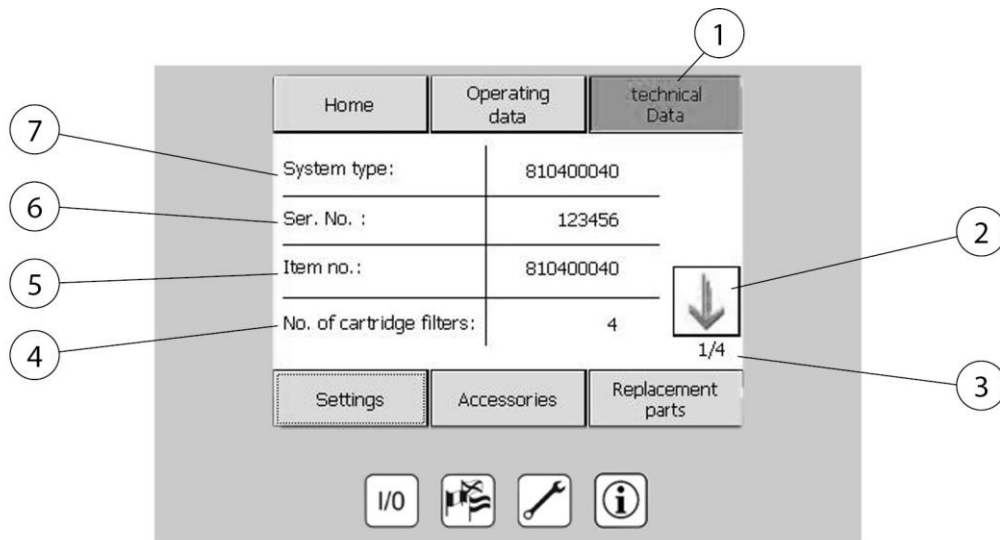 1
Home
Operating
data
technical
Data
7
System type:
810400040
6
Ser. No. :
123456
2
5
Item no.:
810400040
4
No. of cartridge filters:
4
1/4
3
Settings
Accessories
Replacement
parts
I/0
i